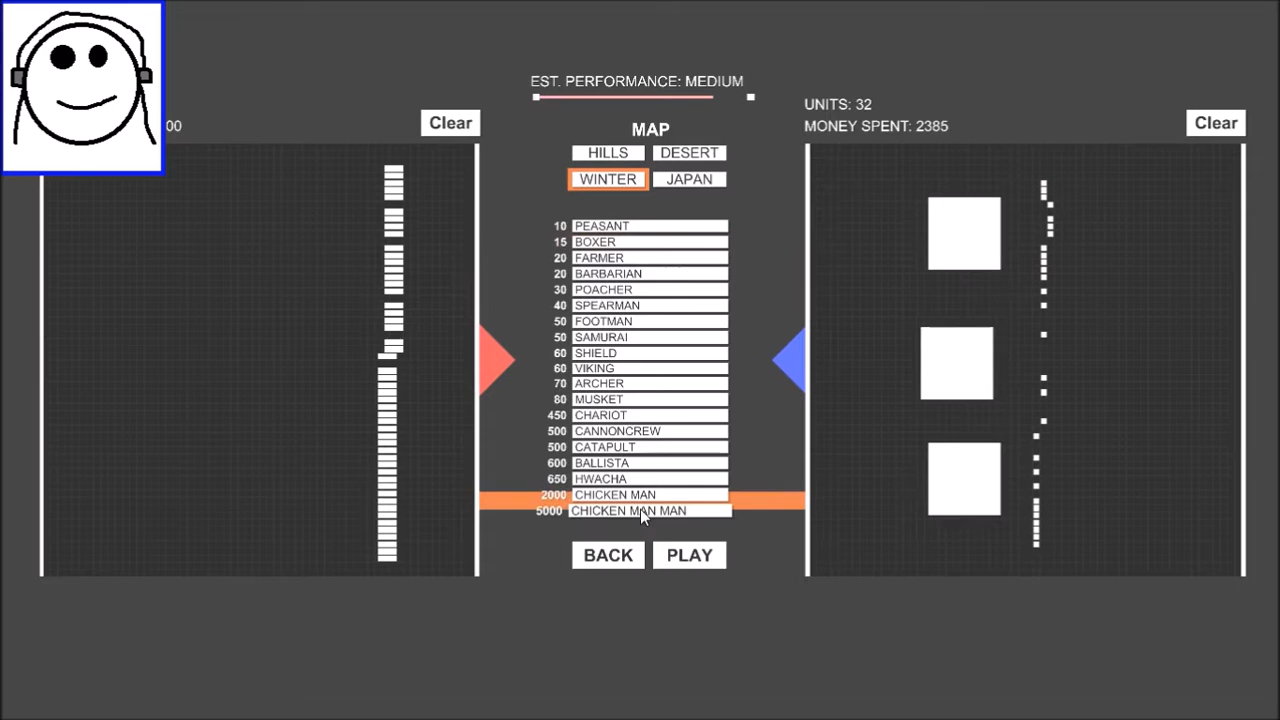 EST. PERFORMANCE: MEDIUM
00
Clear
MAP
HILLS DESERT
WINTER JAPAN
10 PEASANT
15 BOXER
20 FARMER
20 BARBARIAN
30 POACHER
40 SPEARMAN
50 FOOTMAN
50 SAMURAI
60 SHIELD
60 VIKING
70 ARCHER
80 MUSKET
450 CHARIOT
500 CANNONCREW
500 CATAPULT
600 BALLISTA
650 HWACHA
2000 CHICKEN MAN
5000 CHICKEN MAN MAN
BACK PLAY
UNITS: 32
MONEY SPENT: 2385
Clear